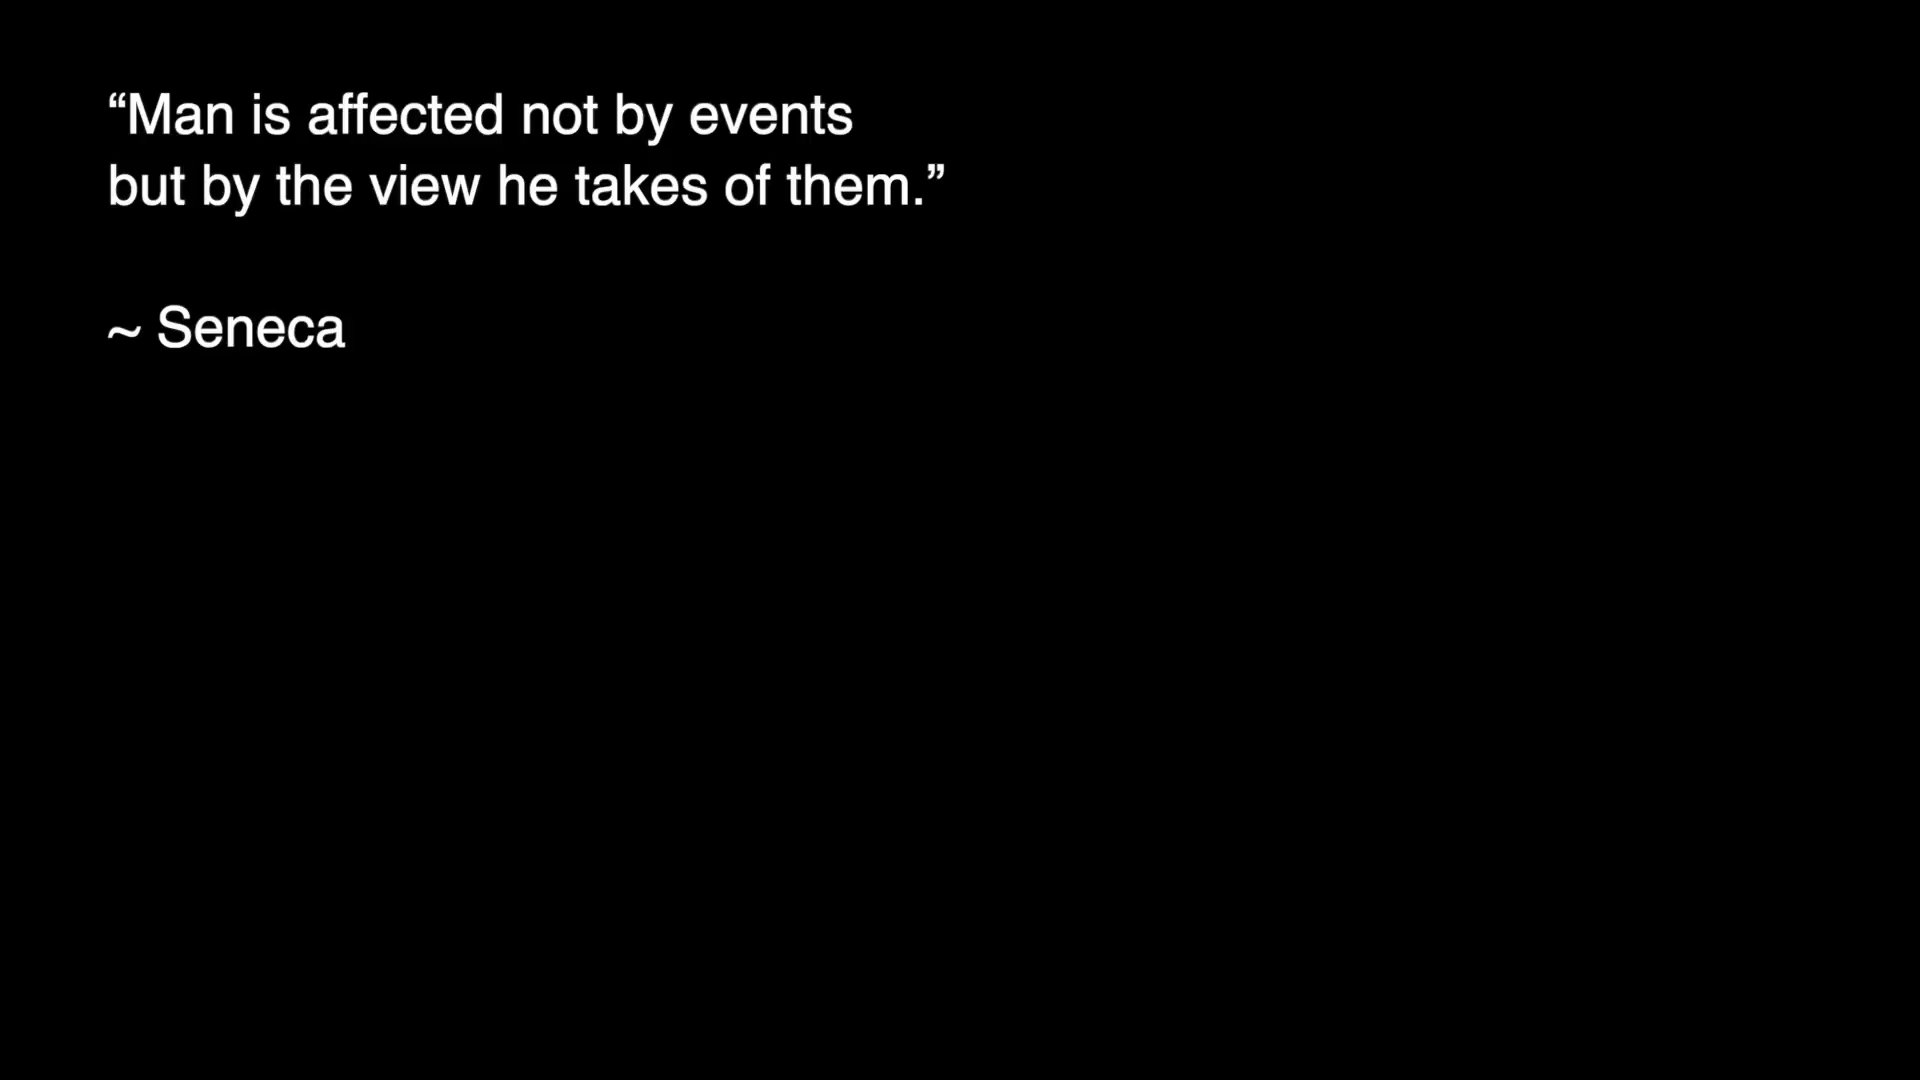 “Man is affected not by events
but by the view he takes of them.”
~ Seneca